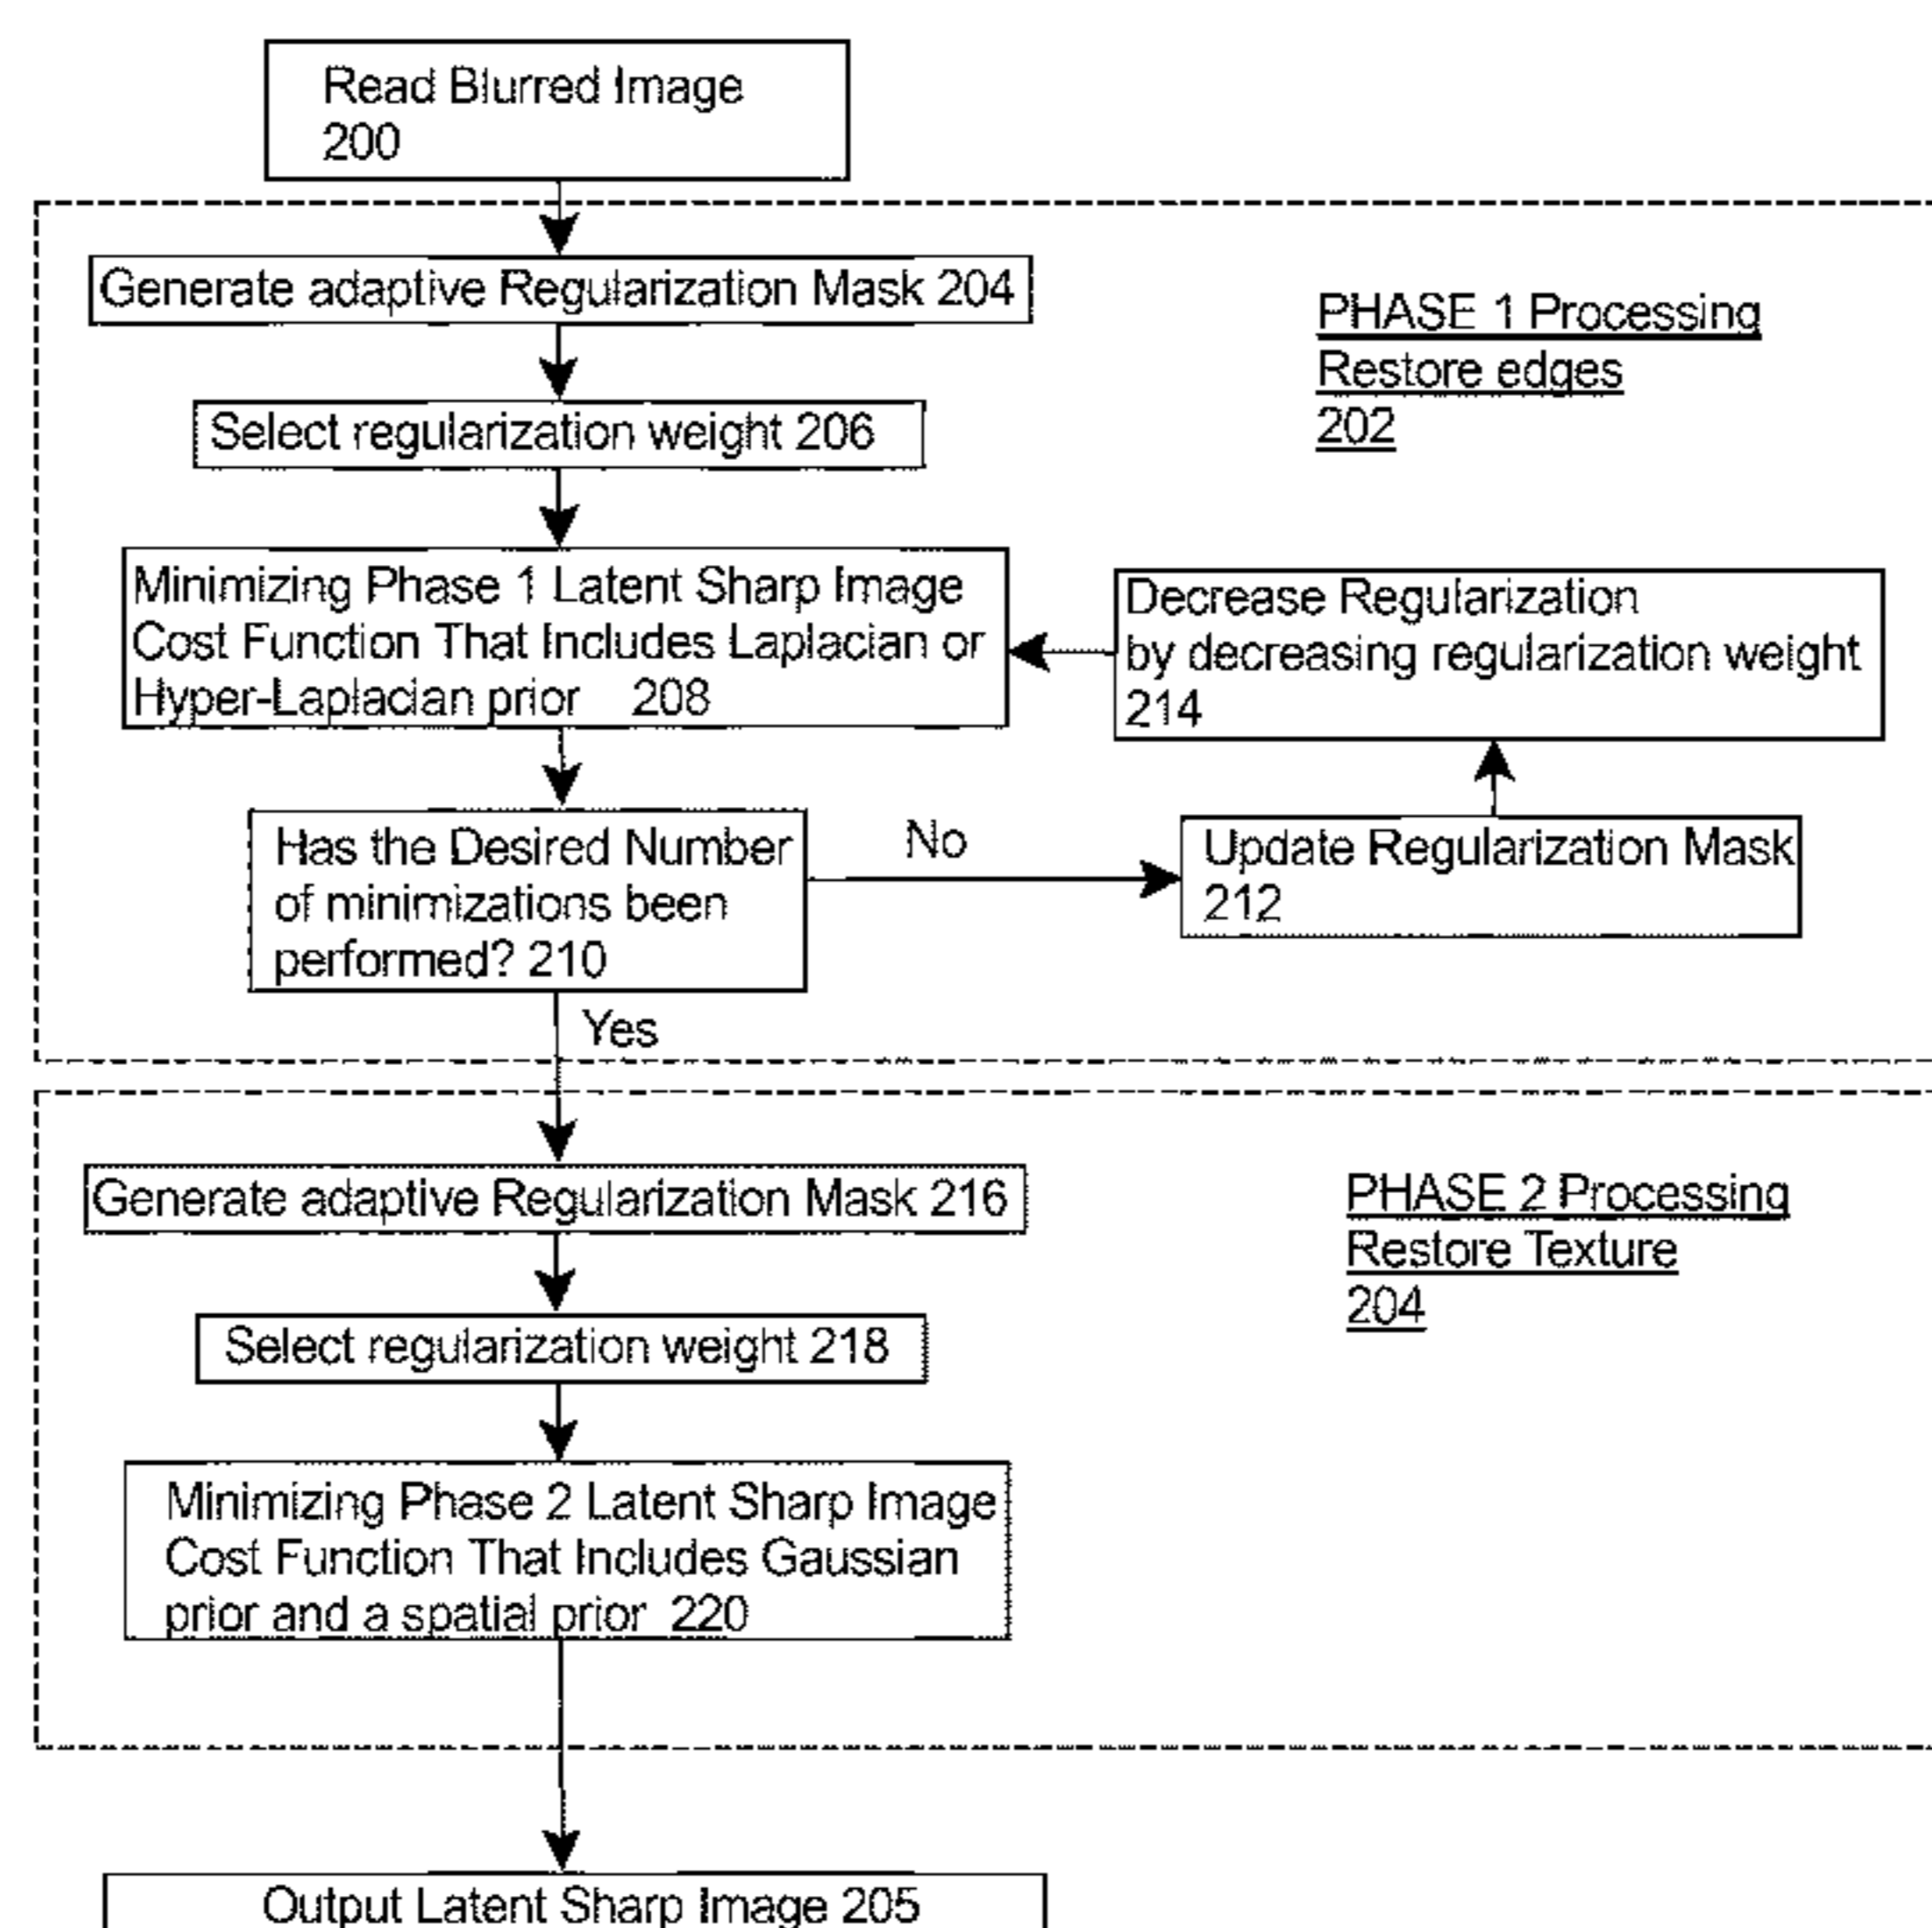 Read Blurred Image
200
Generate adaptive Regularization Mask 204
PHASE 1 Processing
Restore edges
202
Select regularization weight 206
Minimizing Phase 1 Latent Sharp Image
Cost Function That Includes Laplacian or
Hyper-Laplacian prior 208
Decrease Regularization
by decreasing regularization weight
214
Has the Desired Number
of minimizations been
performed? 210
No
Update Regularization Mask
212
Yes
Generate adaptive Regularization Mask 216
PHASE 2 Processing
Restore Texture
204
Select regularization weight 218
Minimizing Phase 2 Latent Sharp Image
Cost Function That Includes Gaussian
prior and a spatial prior 220
Output Latent Sharp Image 205